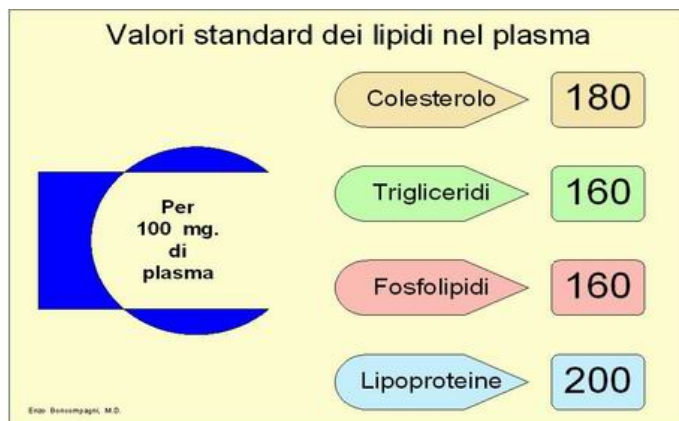 Valori standard dei lipidi nel plasma
Colesterolo
180
Trigliceridi
160
Per
100 mg.
di
plasma
Fosfolipidi
160
Lipoproteine
200
Enzo Boncompagni, M.D.